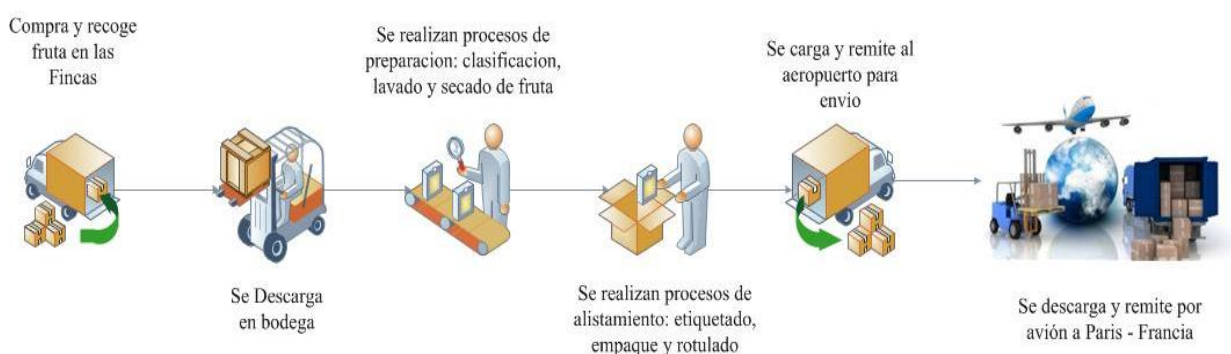 Compra y recoge
fruta en las
Fincas
Se Descarga
en bodega
Se realizan procesos de
preparacion: clasificacion,
lavado y secado de fruta
Se realizan procesos de
alistamiento: etiquetado,
empaque y rotulado
Se carga y remite al
aeropuerto para
envio
Se descarga y remite por
avión a Paris - Francia